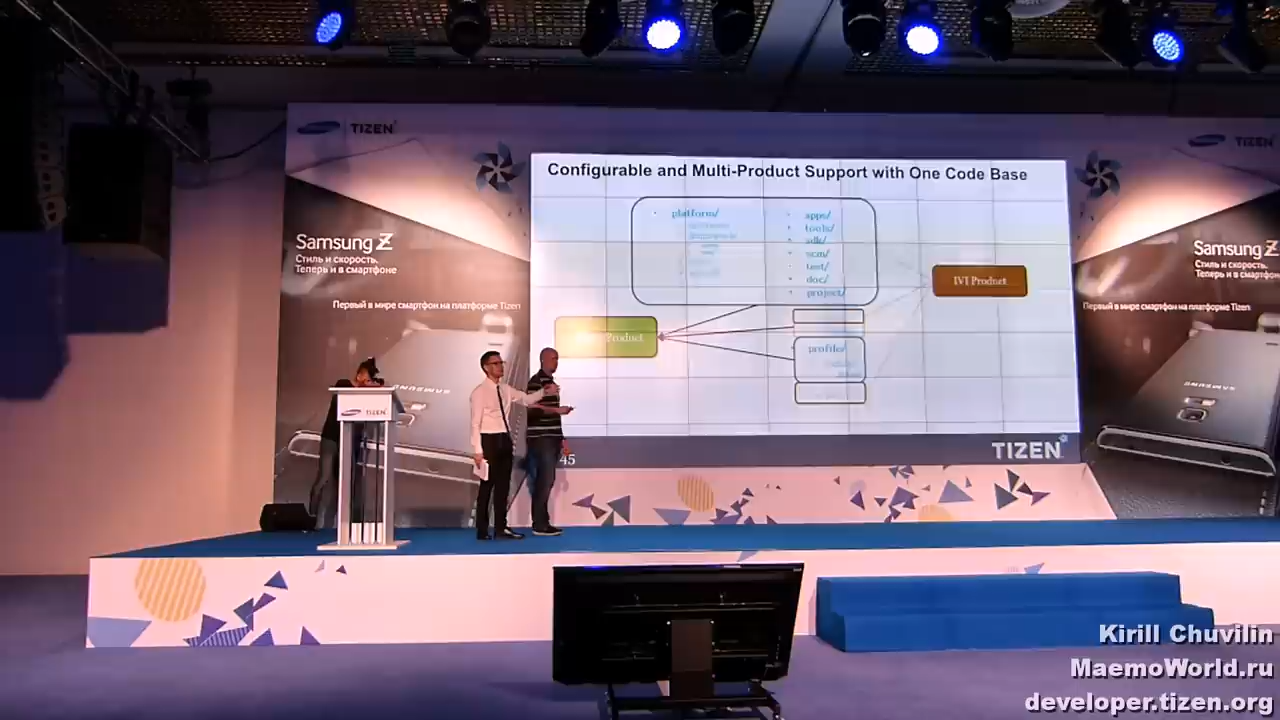 TIZEN
TIZEN
Samsung Z
Стиль и скорость.
Теперь и в смартфоне
Первый в мире смартфон на платформе Tizen
Configurable and Multi-Product Support with One Code Base
platform/
apps/
tools/
sdk/
scm/
test/
doc/
project/
IVI Product
Product
profile/
TIZEN
45
Samsung Z
Стиль и скорость.
Теперь и в смартфоне
Первый в мире смартфон на платформе Tizen
SAMSUNG
TIZEN
Kirill Chuvilin
MaemoWorld.ru
developer.tizen.org